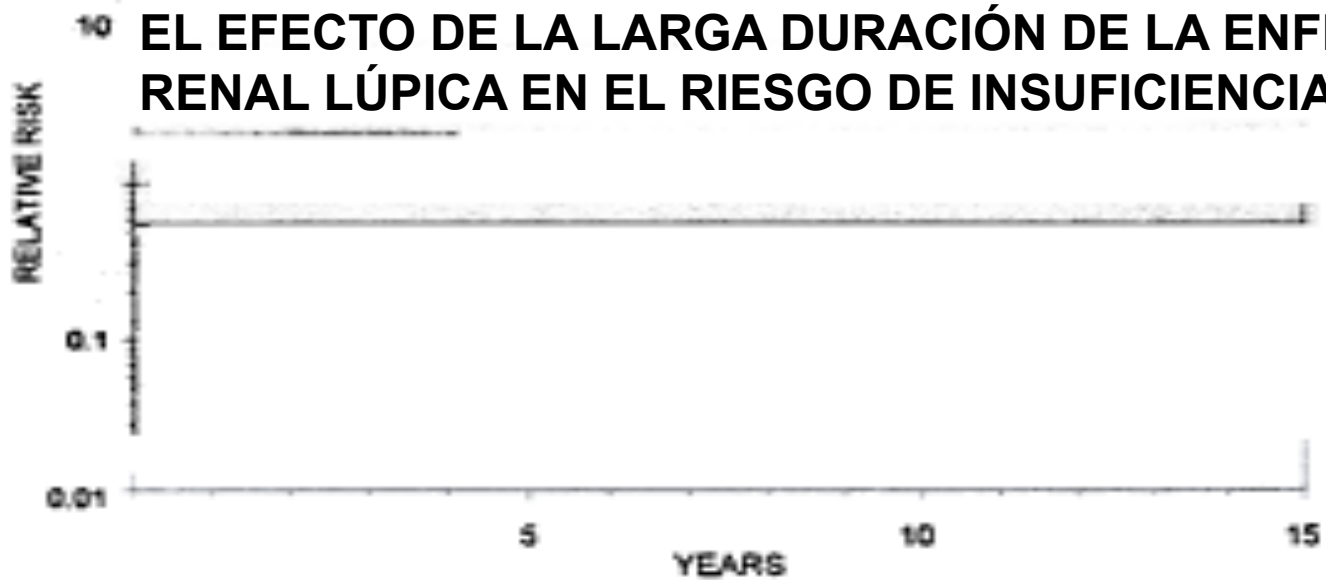 10
EL EFECTO DE LA LARGA DURACIÓN DE LA ENF
RENAL LÚPICA EN EL RIESGO DE INSUFICIENCIA
RELATIVE RISK
0.1
0.01
5
10
15
YEARS